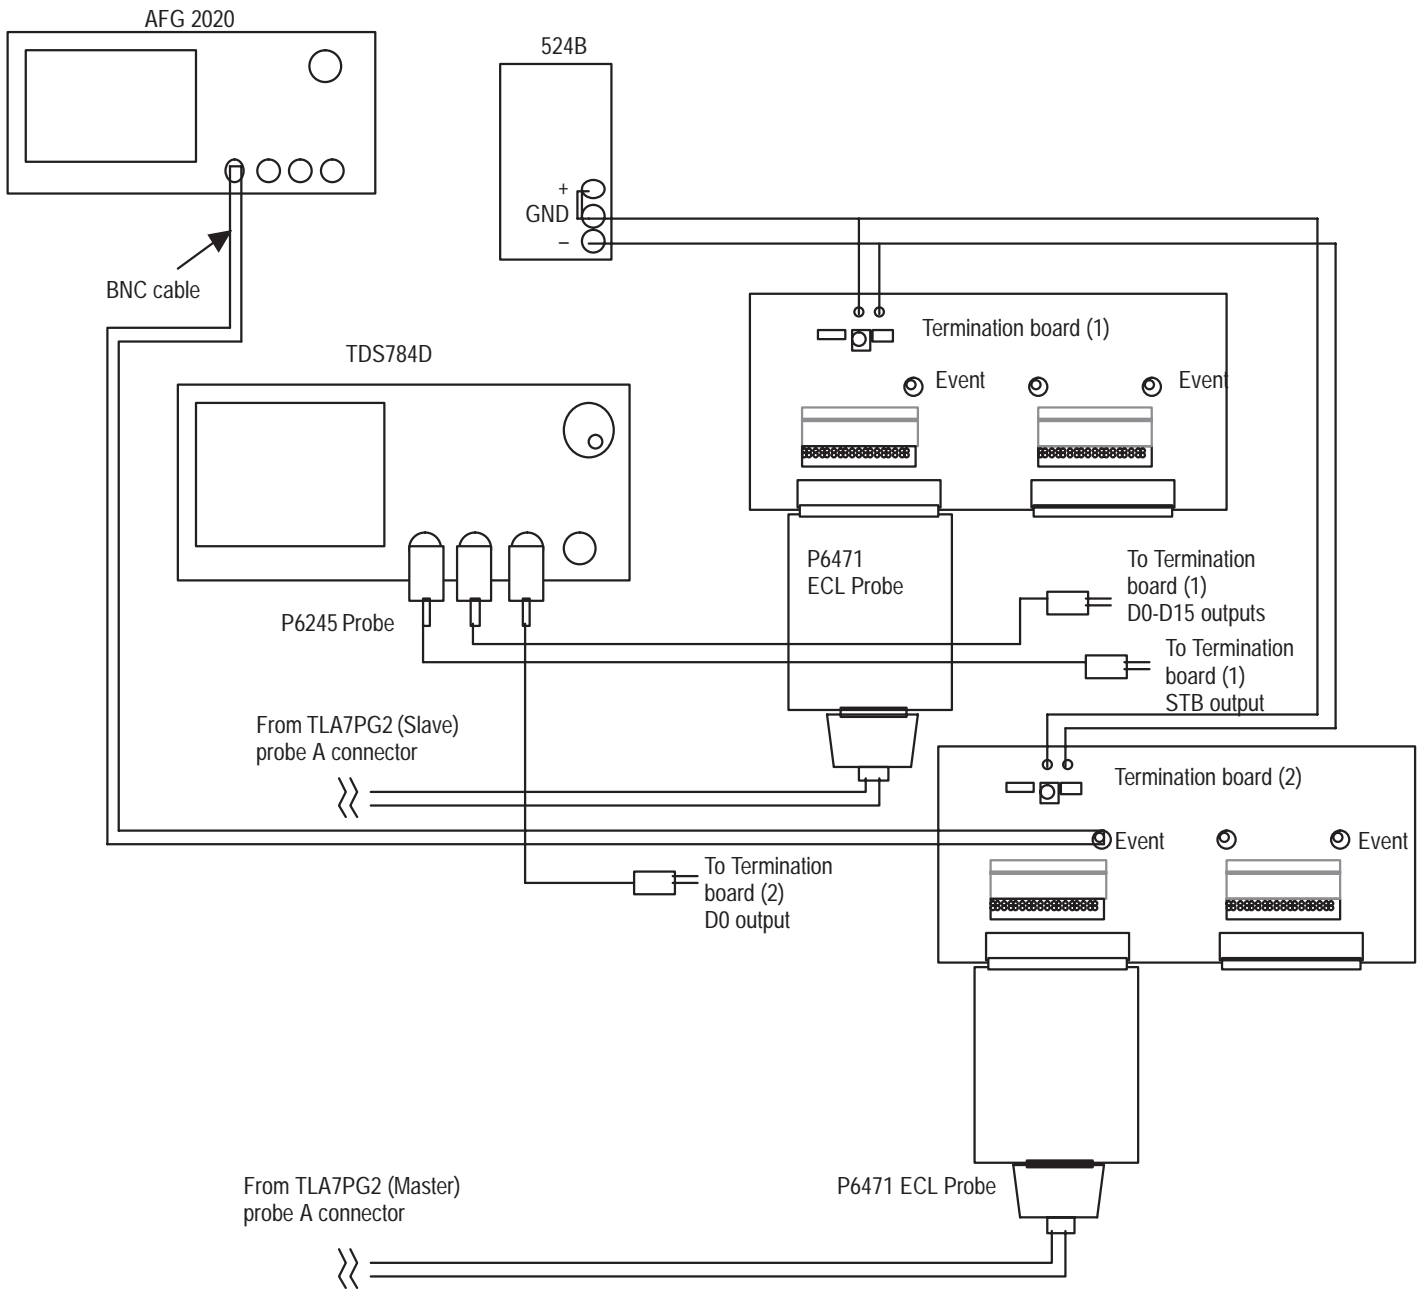 AFG 2020
524B
+
GND
–
BNC cable
Termination board (1)
TDS784D
Event
Event
P6471
ECL Probe
To Termination
board (1)
D0-D15 outputs
P6245 Probe
To Termination
board (1)
STB output
From TLA7PG2 (Slave)
probe A connector
Termination board (2)
Event
Event
To Termination
board (2)
D0 output
From TLA7PG2 (Master)
probe A connector
P6471 ECL Probe